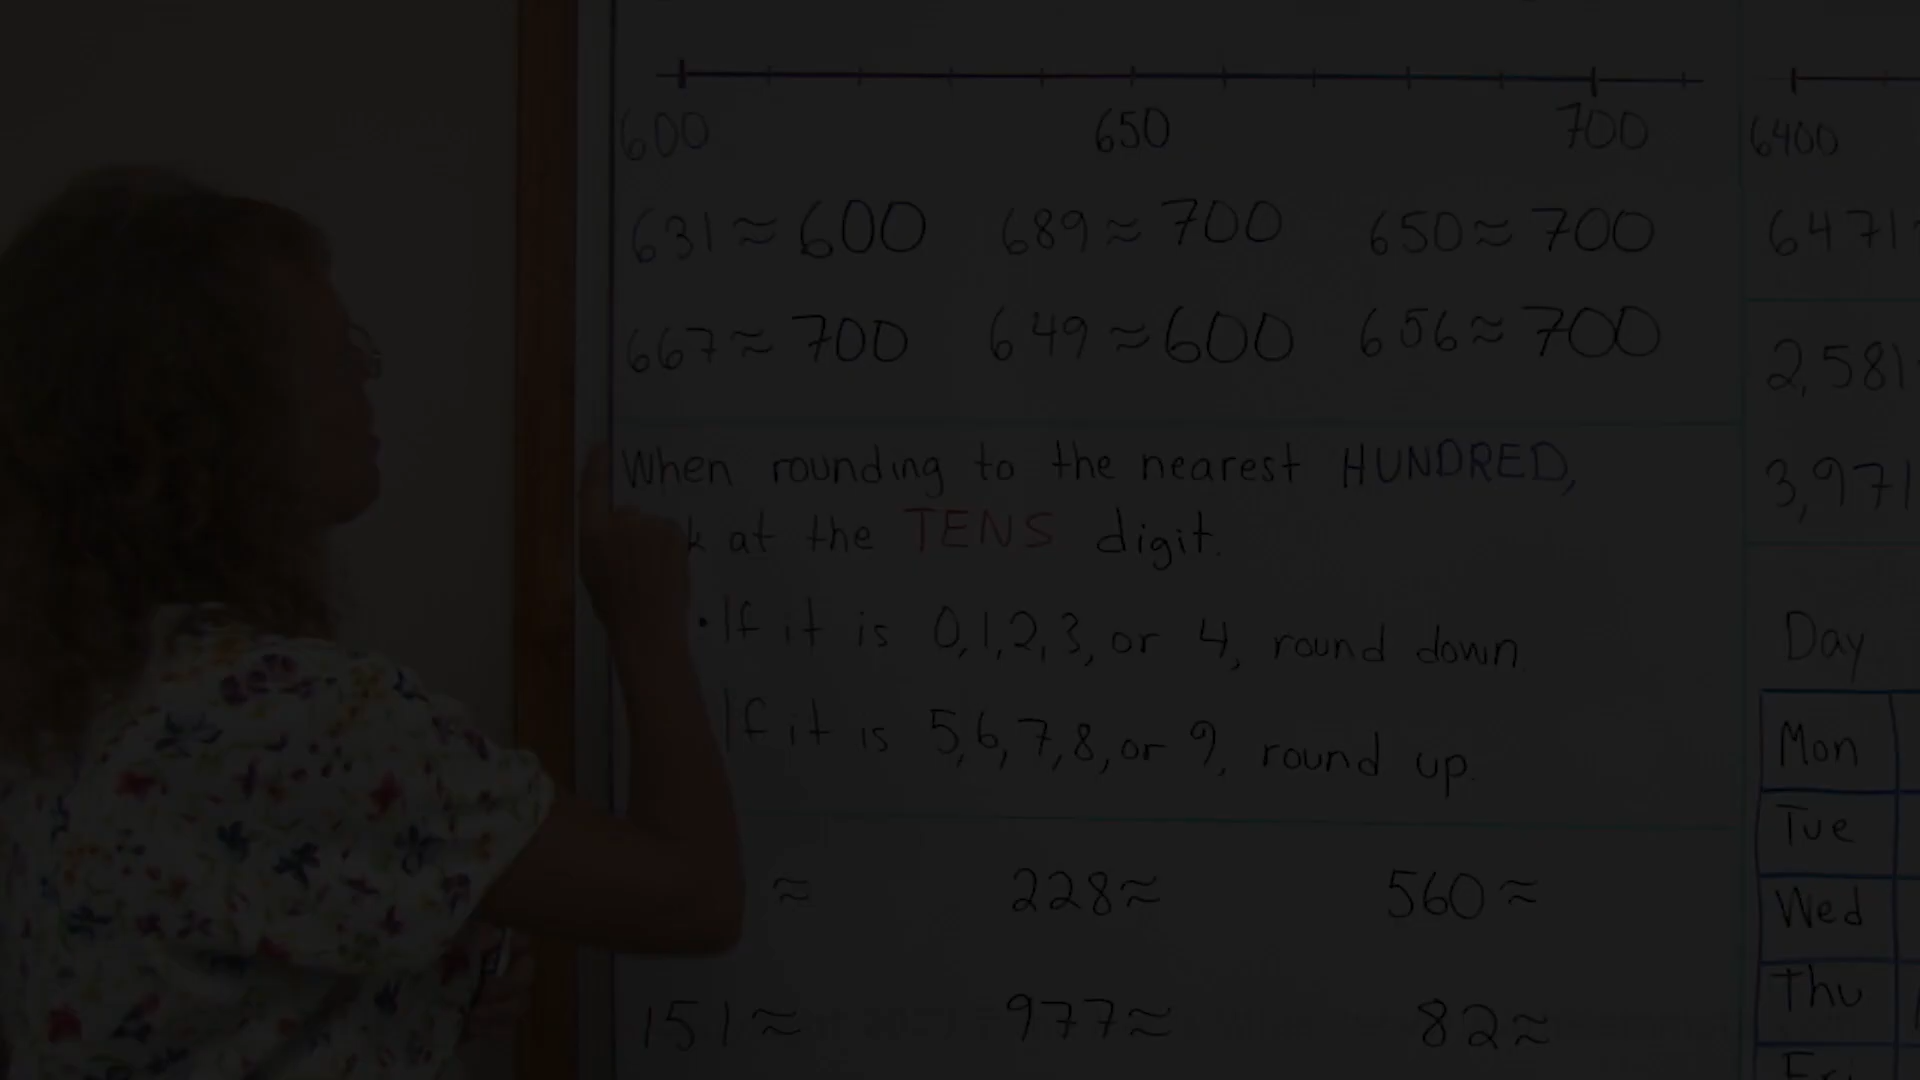 600 650 700
631 ≈ 600 689 ≈ 700 650 ≈ 700
667 ≈ 700 649 ≈ 600 656 ≈ 700
When rounding to the nearest HUNDRED,
k at the TENS digit.
• If it is 0,1,2,3, or 4, round down
If it is 5,6,7,8, or 9, round up.
≈ 228 ≈ 560 ≈
151 ≈ 977 ≈ 82 ≈
6400
6471
2,581
3,971
Day
Mon
Tue
Wed
Thu
Fri